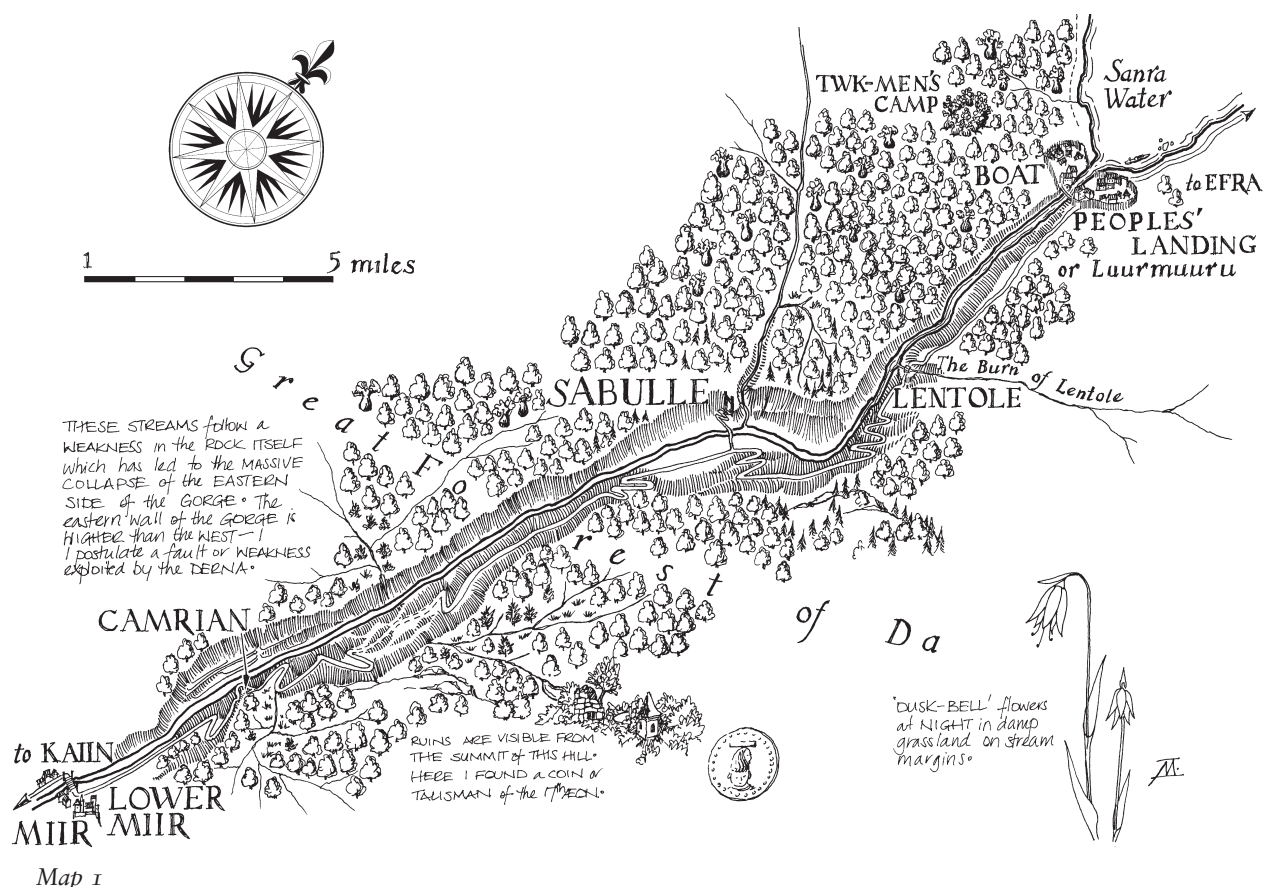 TWK-MEN'S
CAMP
Sanra
Water
BOAT
to EFRA
PEOPLES'
LANDING
or Luurmuuru
1 5 miles
Great Forest of Da
The Burn of Lentole
SABULLE
LENTOLE
THESE STREAMS follow a
WEAKNESS in the ROCK ITSELF
which has led to the MASSIVE
COLLAPSE of the EASTERN
SIDE of the GORGE. The
eastern wall of the GORGE is
HIGHER than the WEST – I
I postulate a fault or WEAKNESS
exploited by the DERNA.
CAMRIAN
'DUSK-BELL' flowers
at NIGHT in damp
grassland on stream
margins.
RUINS ARE VISIBLE FROM
THE SUMMIT of THIS HILL.
HERE I FOUND a COIN or
TALISMAN of the 17th AEON.
to KAIIN
LOWER
MIIR
MIIR
Map 1